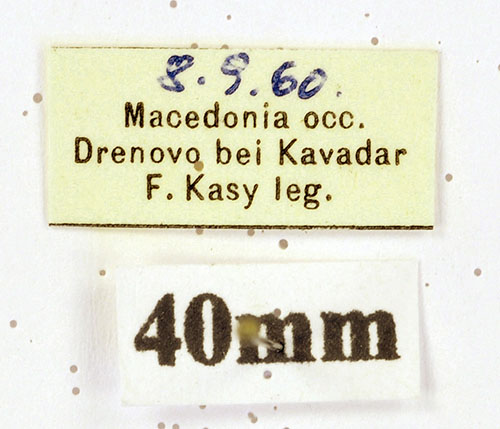 8.9.60.
Macedonia occ.
Drenovo bei Kavadar
F. Kasy leg.
40mm